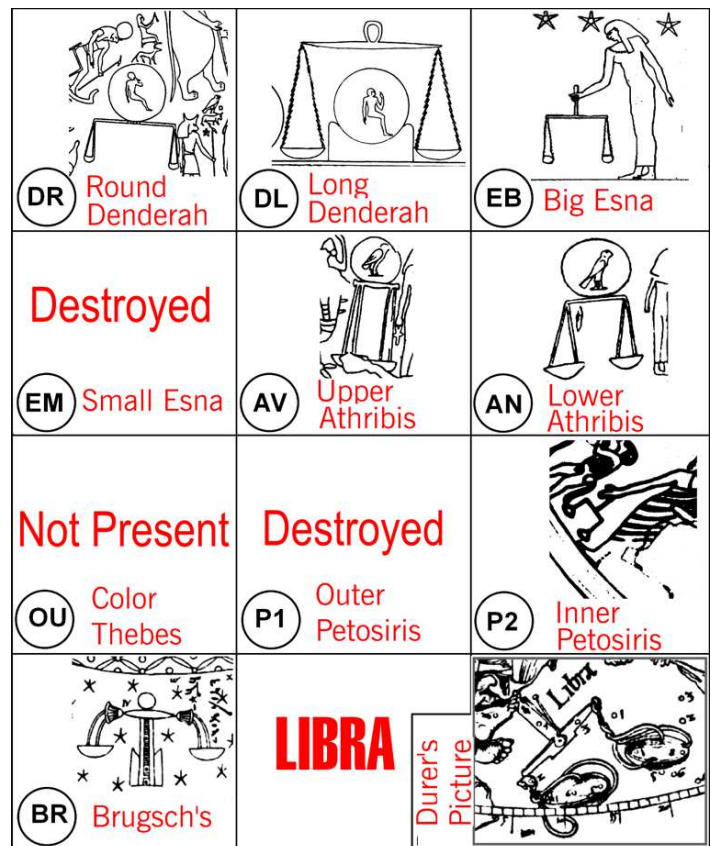 DR Round
Denderah
DL Long
Denderah
EB Big Esna
Destroyed
EM Small Esna
AV Upper
Athribis
AN Lower
Athribis
Not Present
OU Color
Thebes
Destroyed
P1 Outer
Petosiris
P2 Inner
Petosiris
BR Brugsch's
LIBRA
Durer's
Picture
Libra